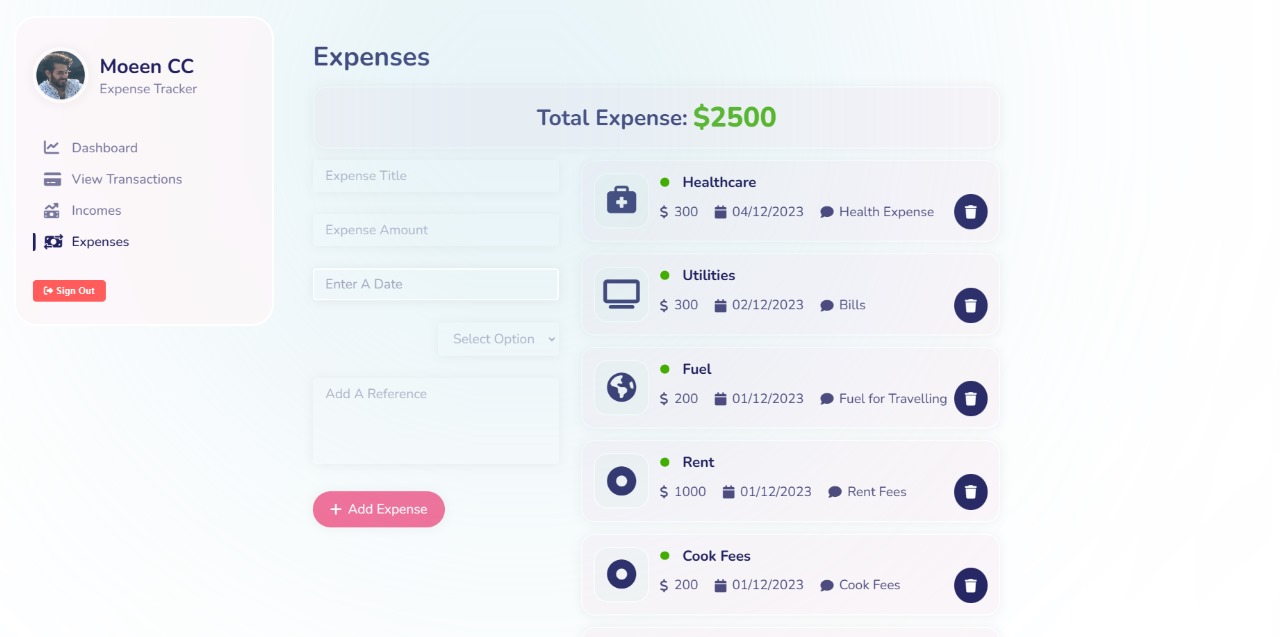 Moeen CC
Expense Tracker
Dashboard
View Transactions
Incomes
Expenses
Sign Out
Expenses
Total Expense: $2500
Expense Title
Expense Amount
Enter A Date
Select Option
Add A Reference
+ Add Expense
Healthcare
$ 300 04/12/2023 Health Expense
Utilities
$ 300 02/12/2023 Bills
Fuel
$ 200 01/12/2023 Fuel for Travelling
Rent
$ 1000 01/12/2023 Rent Fees
Cook Fees
$ 200 01/12/2023 Cook Fees